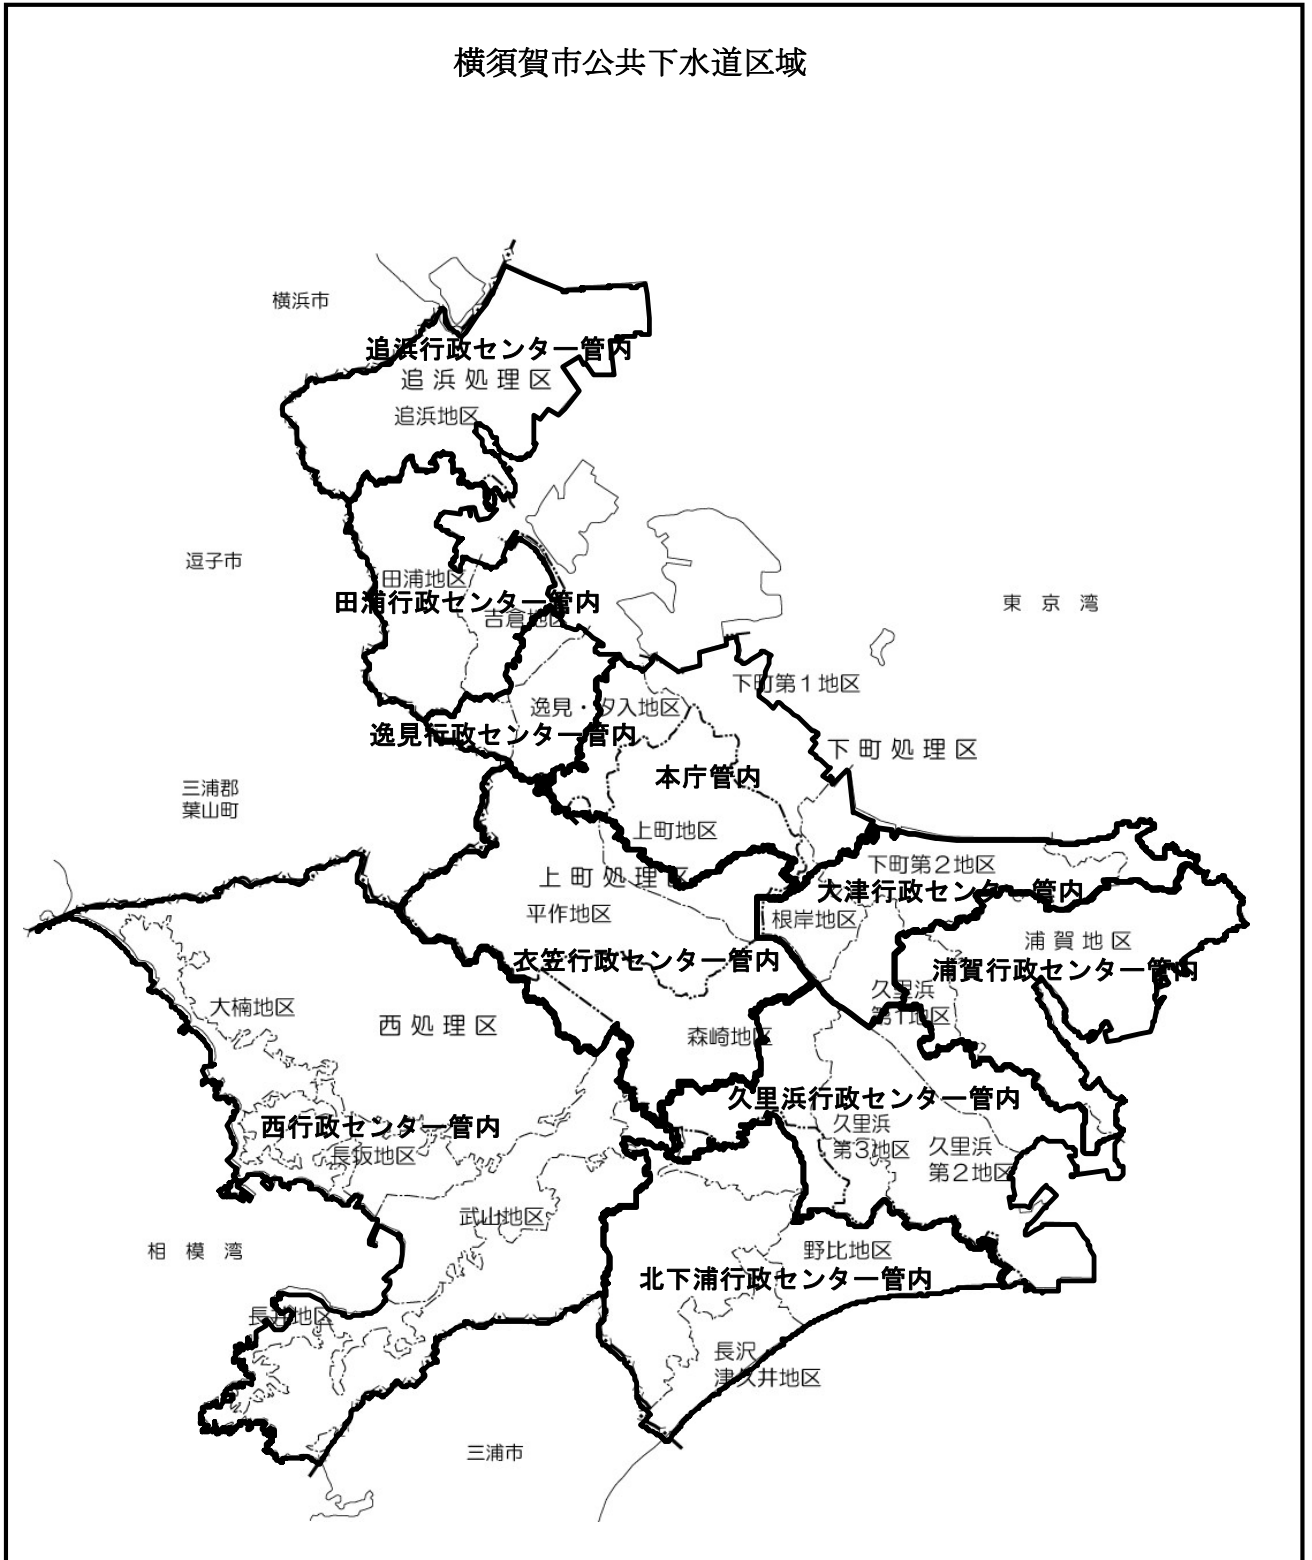 横須賀市公共下水道区域
横浜市
追浜行政センター管内
追浜処理区
追浜地区
逗子市
田浦地区
田浦行政センター管内
吉倉地区
東京湾
下町第1地区
逸見・汐入地区
逸見行政センター管内
下町処理区
本庁管内
三浦郡
葉山町
上町地区
下町第2地区
上町処理区
大津行政センター管内
平作地区
根岸地区
浦賀地区
衣笠行政センター管内
浦賀行政センター管内
久里浜
第1地区
大楠地区
西処理区
森崎地区
久里浜行政センター管内
西行政センター管内
久里浜
第3地区
長坂地区
久里浜
第2地区
武山地区
相模湾
野比地区
北下浦行政センター管内
長井地区
長沢
津久井地区
三浦市